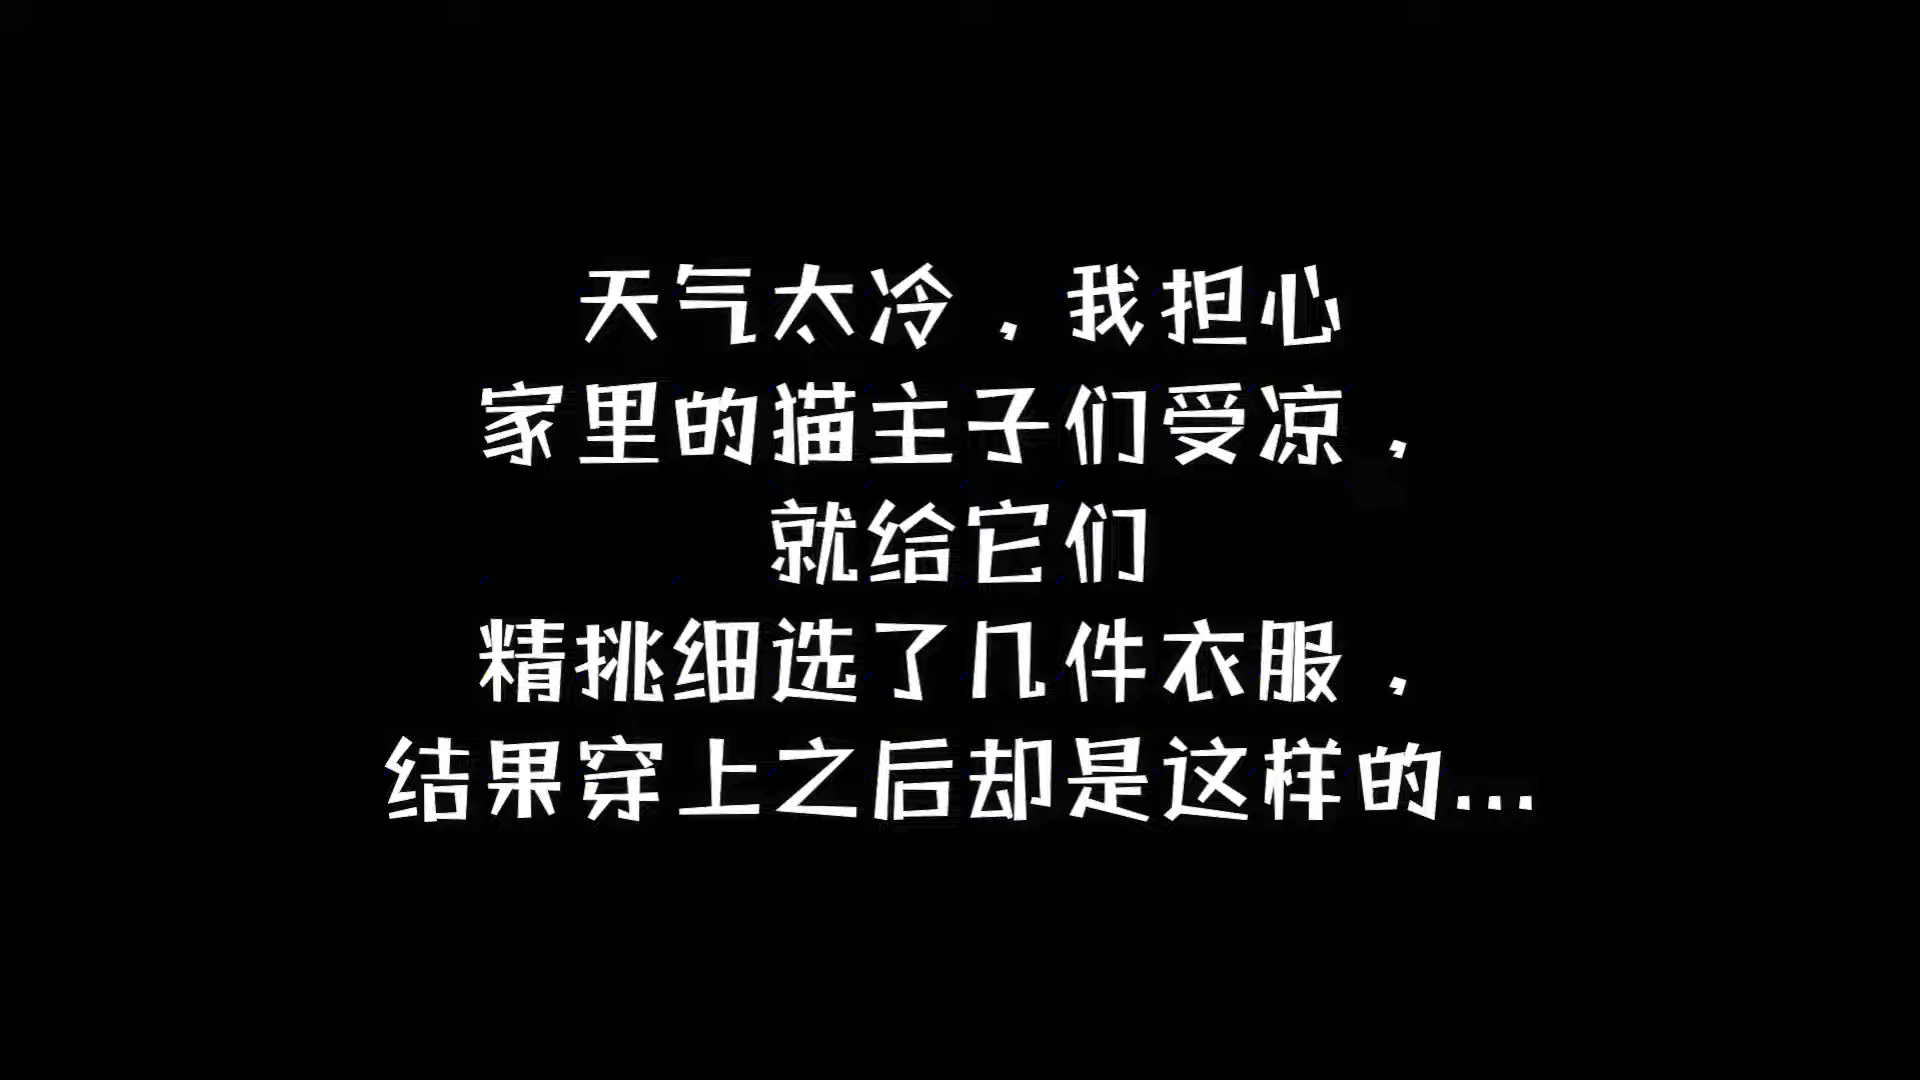 天气太冷，我担心
家里的猫主子们受凉，
就给它们
精挑细选了几件衣服，
结果穿上之后却是这样的...